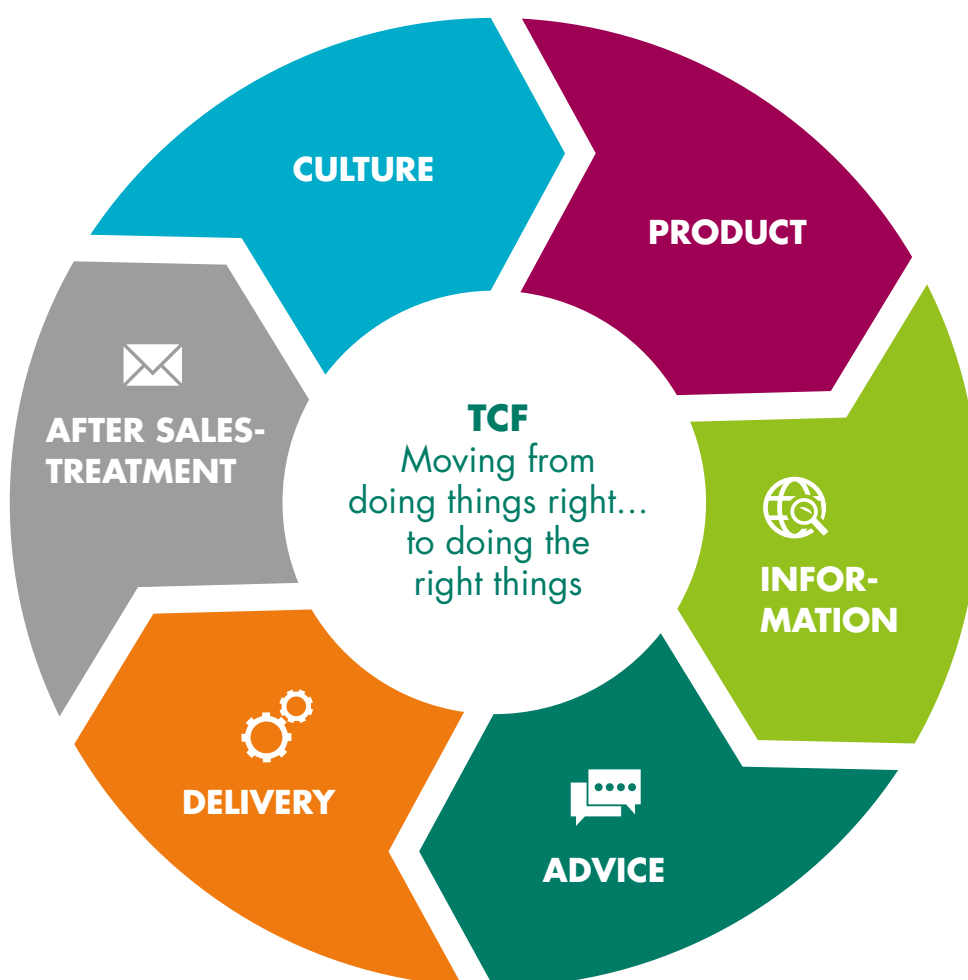 CULTURE
PRODUCT
INFOR-
MATION
ADVICE
DELIVERY
AFTER SALES-
TREATMENT
TCF
Moving from
doing things right...
to doing the
right things